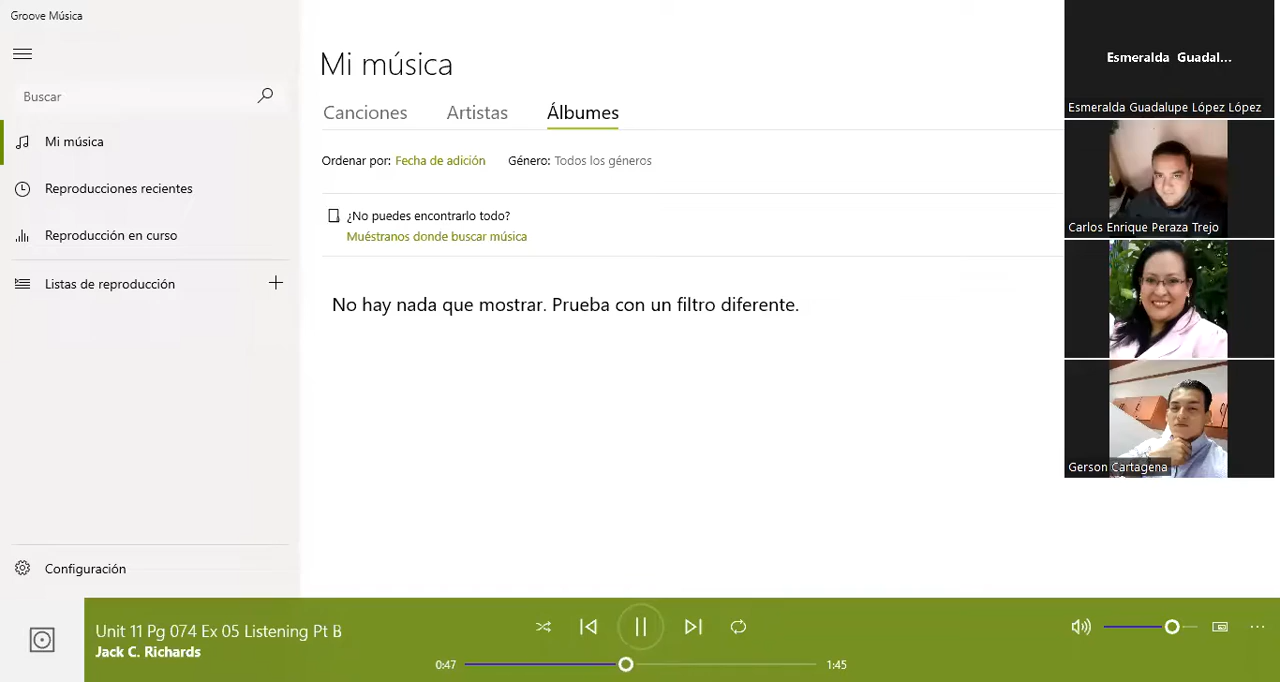 Groove Música
Buscar
Mi música
Reproducciones recientes
Reproducción en curso
Listas de reproducción
Configuración
Mi música
Canciones Artistas Álbumes
Ordenar por: Fecha de adición Género: Todos los géneros
¿No puedes encontrarlo todo?
Muéstranos donde buscar música
No hay nada que mostrar. Prueba con un filtro diferente.
Esmeralda Guadal...
Esmeralda Guadalupe López López
Carlos Enrique Peraza Trejo
Gerson Cartagena
Unit 11 Pg 074 Ex 05 Listening Pt B
Jack C. Richards
0:47 1:45